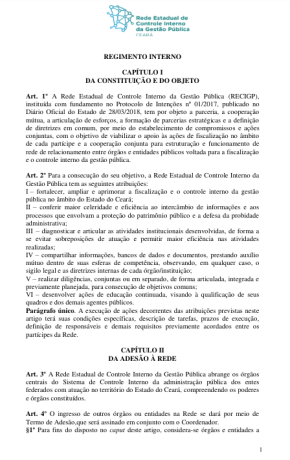 Rede Estadual de
Controle Interno
da Gestão Pública
CEARÁ
REGIMENTO INTERNO
CAPÍTULO I
DA CONSTITUIÇÃO E DO OBJETO
Art. 1º A Rede Estadual de Controle Interno da Gestão Pública (RECIGP),
instituída com fundamento no Protocolo de Intenções nº 01/2017, publicado no
Diário Oficial do Estado de 28/03/2018, tem por objeto a parceria, a cooperação
mútua, a articulação de esforços, a formação de parcerias estratégicas e a definição
de diretrizes em comum, por meio do estabelecimento de compromissos e ações
conjuntas, com o objetivo de viabilizar o apoio às ações de fiscalização no âmbito
de cada partícipe e a cooperação conjunta para estruturação e funcionamento de
rede de relacionamento entre órgãos e entidades públicos voltada para a fiscalização
e o controle interno da gestão pública.
Art. 2º Para a consecução do seu objetivo, a Rede Estadual de Controle Interno da
Gestão Pública tem as seguintes atribuições:
I – fortalecer, ampliar e aprimorar a fiscalização e o controle interno da gestão
pública no âmbito do Estado do Ceará;
II – conferir maior celeridade e eficiência ao intercâmbio de informações e aos
processos que envolvam a proteção do patrimônio público e a defesa da probidade
administrativa;
III – diagnosticar e articular as atividades institucionais desenvolvidas, de forma a
se evitar sobreposições de atuação e permitir maior eficiência nas atividades
realizadas;
IV – compartilhar informações, bancos de dados e documentos, prestando auxílio
mútuo dentro de suas esferas de competência, observando, em qualquer caso, o
sigilo legal e as diretrizes internas de cada órgão/instituição;
V – realizar diligências, conjuntas ou em separado, de forma articulada, integrada e
previamente planejada, para consecução de objetivos comuns;
VI – desenvolver ações de educação continuada, visando à qualificação de seus
quadros e dos demais agentes públicos.
Parágrafo único. A execução de ações decorrentes das atribuições previstas neste
artigo terá suas condições específicas, descrição de tarefas, prazos de execução,
definição de responsáveis e demais requisitos previamente acordados entre os
partícipes da Rede.
CAPÍTULO II
DA ADESÃO À REDE
Art. 3º A Rede Estadual de Controle Interno da Gestão Pública abrange os órgãos
centrais do Sistema de Controle Interno da administração pública dos entes
federados com atuação no território do Estado do Ceará, compreendendo os poderes
e órgãos constituídos.
Art. 4º O ingresso de outros órgãos ou entidades na Rede se dará por meio de
Termo de Adesão,que será assinado em conjunto com o Coordenador.
§1º Para fins do disposto no caput deste artigo, considera-se órgãos e entidades a
1